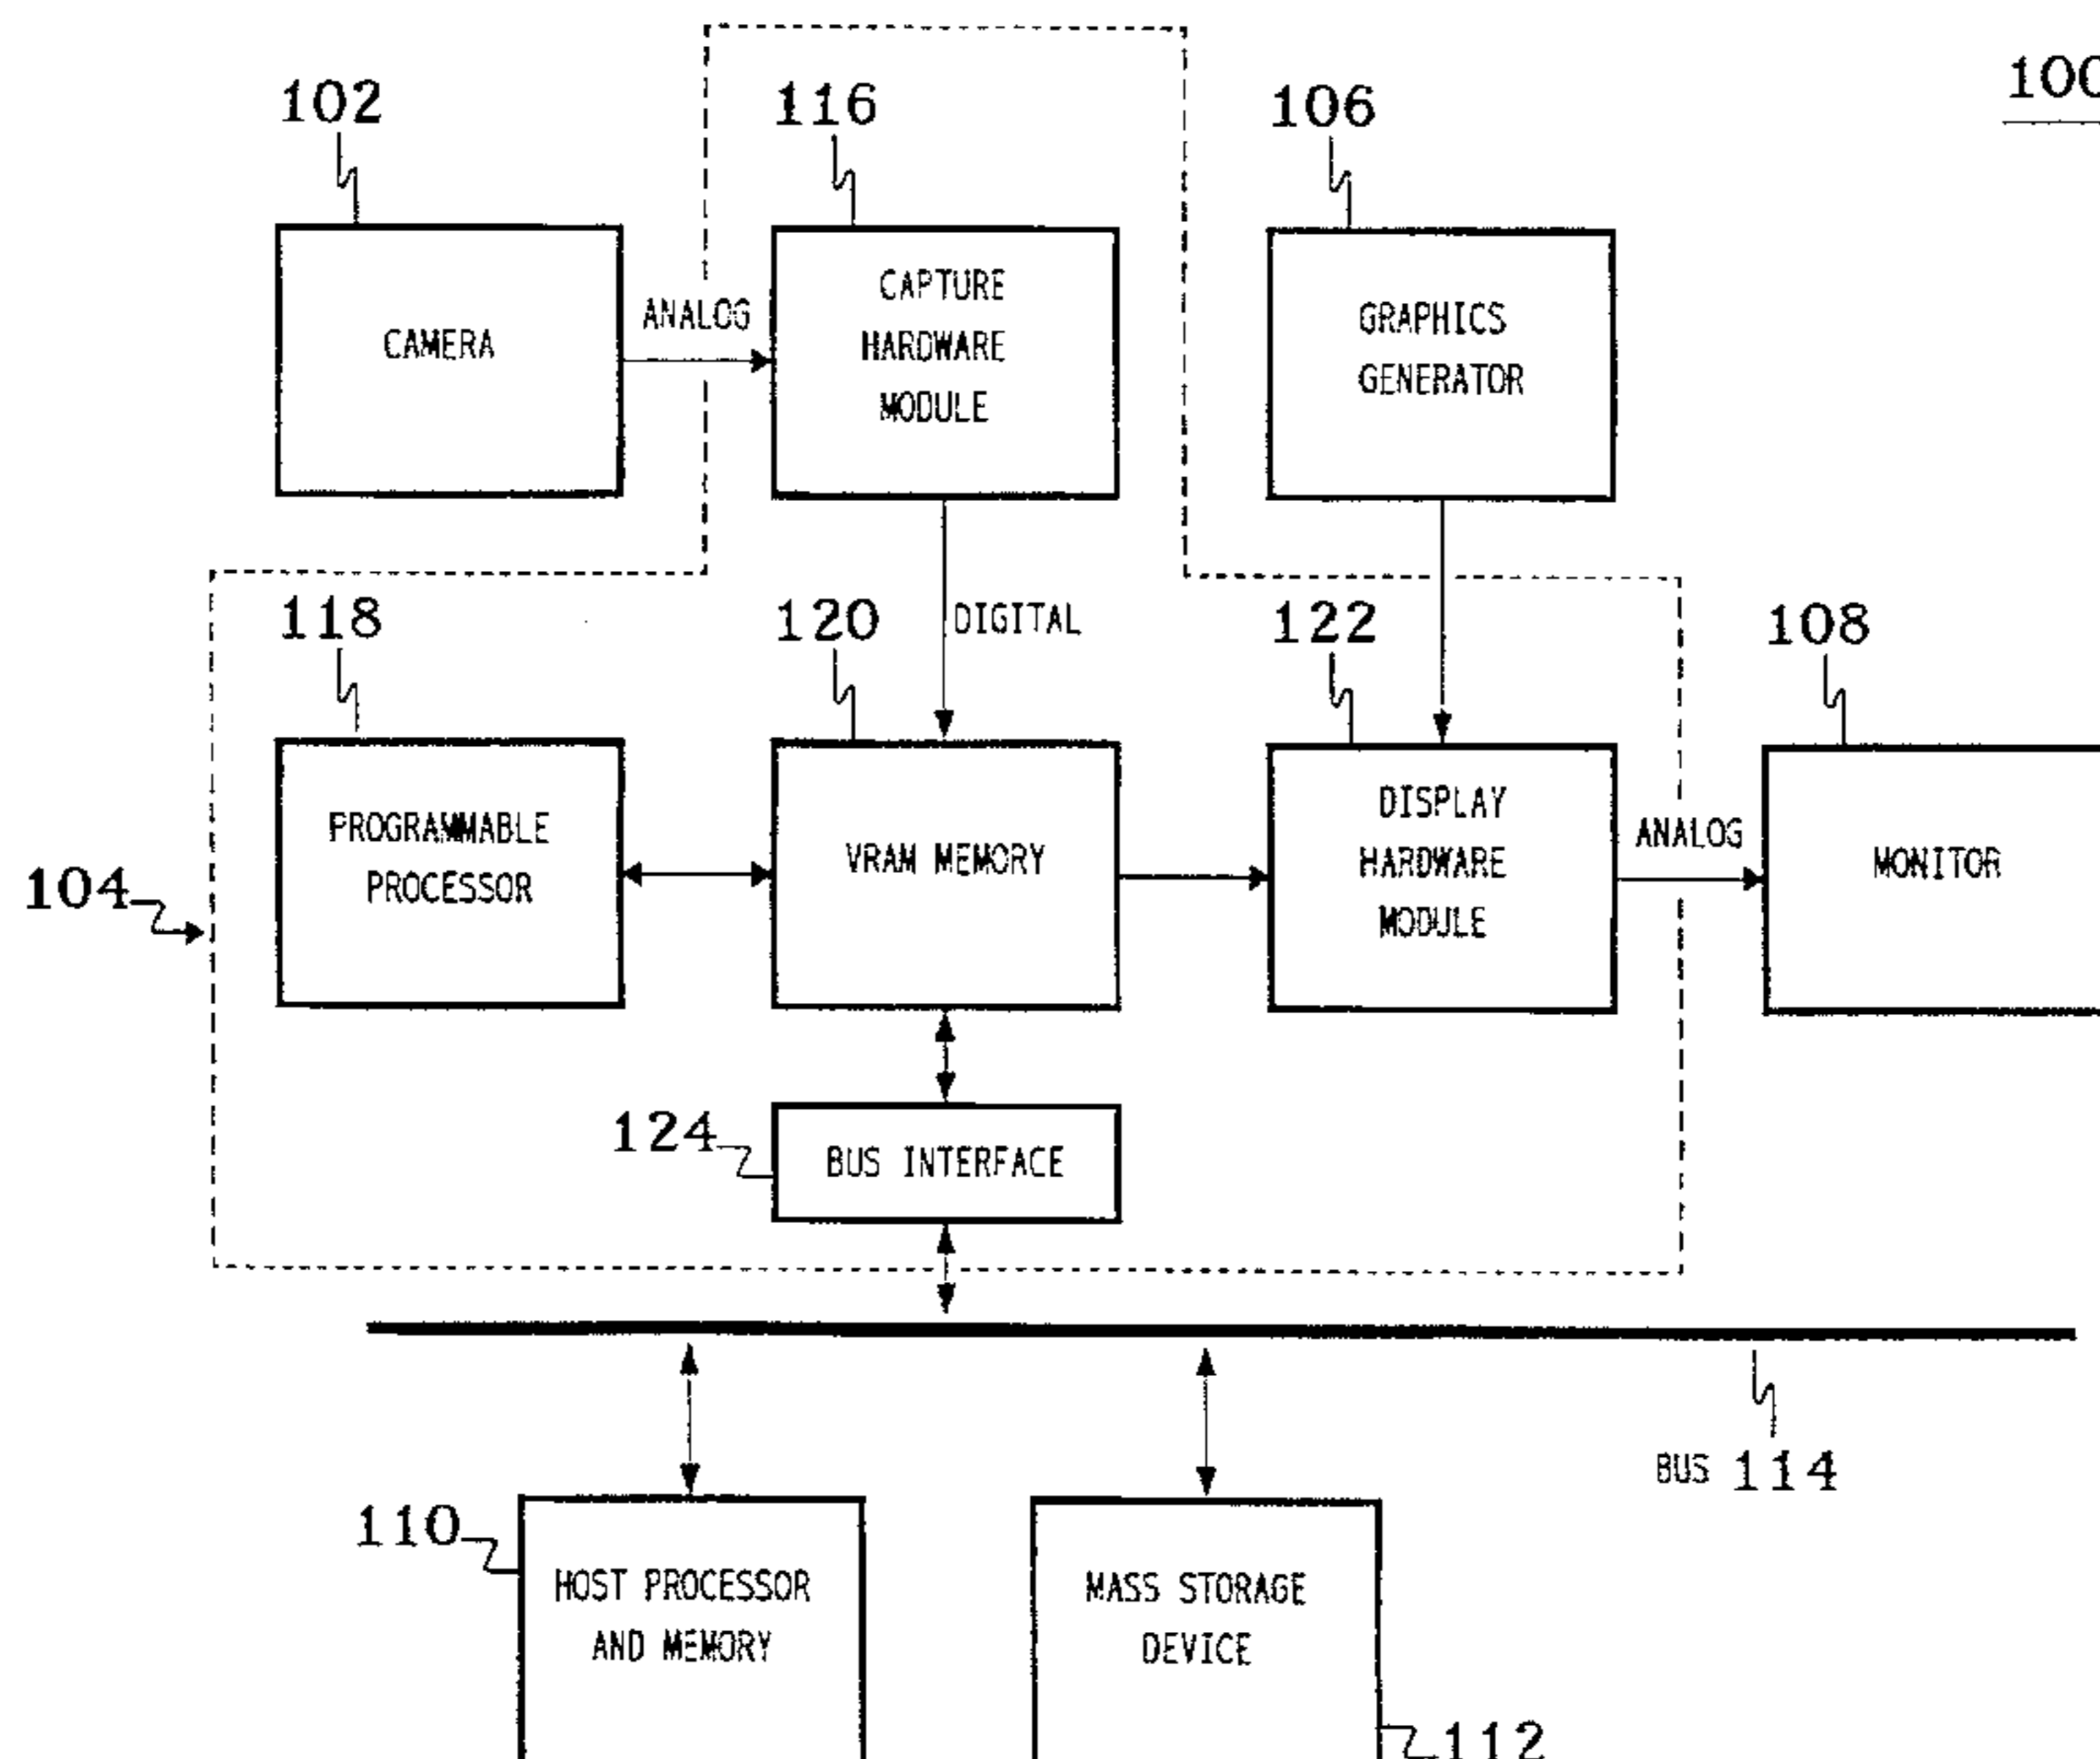 100
102
116
106
CAMERA
ANALOG
CAPTURE
HARDWARE
MODULE
GRAPHICS
GENERATOR
118
120
DIGITAL
122
108
104
PROGRAMMABLE
PROCESSOR
VRAM MEMORY
DISPLAY
HARDWARE
MODULE
ANALOG
MONITOR
124
BUS INTERFACE
BUS 114
110
HOST PROCESSOR
AND MEMORY
MASS STORAGE
DEVICE
112